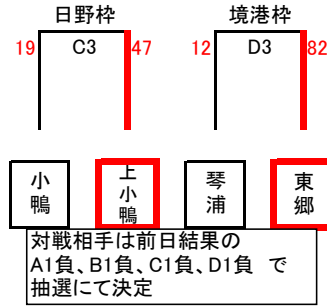 日野枠 境港枠
19 C3 47 12 D3 82
小鴨 上小鴨 琴浦 東郷
対戦相手は前日結果の
A1負、B1負、C1負、D1負 で
抽選にて決定